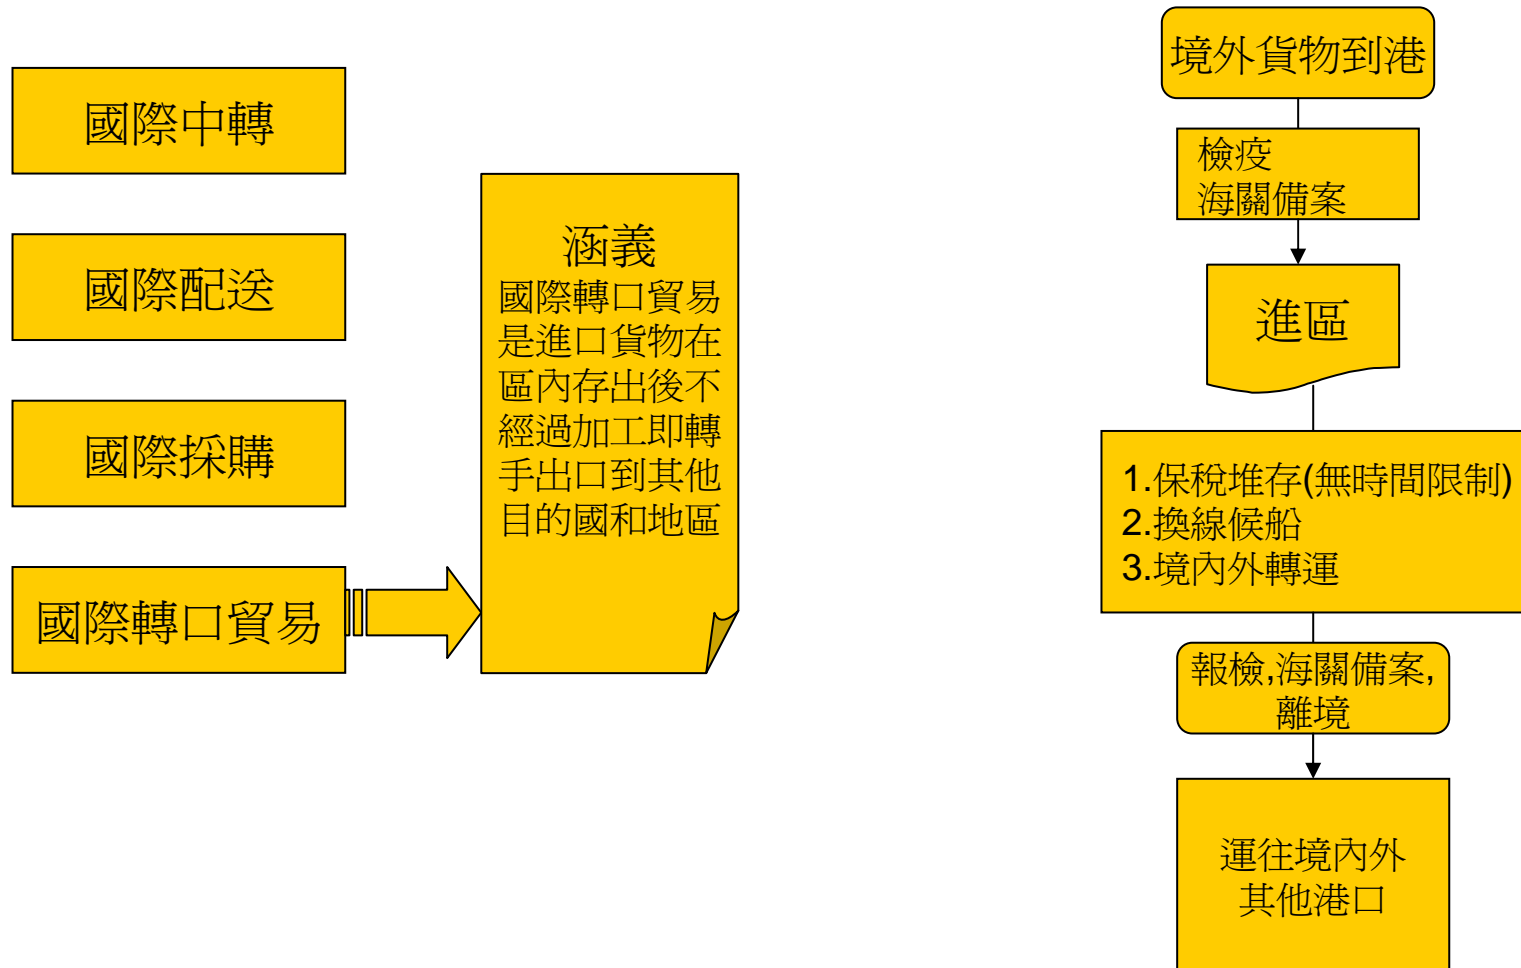 國際中轉
國際配送
國際採購
國際轉口貿易
涵義
國際轉口貿易
是進口貨物在
區內存出後不
經過加工即轉
手出口到其他
目的國和地區
境外貨物到港
檢疫
海關備案
進區
1.保稅堆存(無時間限制)
2.換線候船
3.境內外轉運
報檢,海關備案,
離境
運往境內外
其他港口